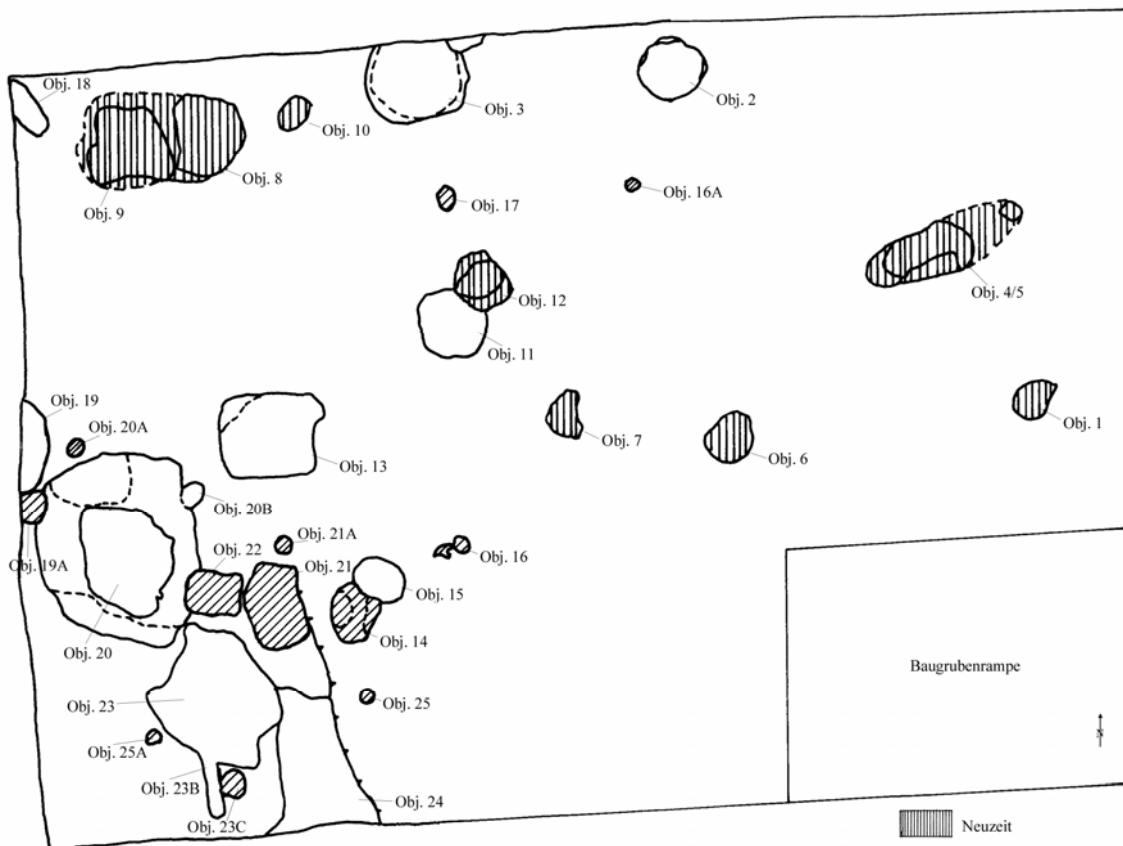 Obj. 18
Obj. 3
Obj. 2
Obj. 10
Obj. 8
Obj. 9
Obj. 17
Obj. 16A
Obj. 12
Obj. 4/5
Obj. 11
Obj. 19
Obj. 20A
Obj. 7
Obj. 6
Obj. 1
Obj. 13
Obj. 20B
Obj. 21A
Obj. 22
Obj. 21
Obj. 16
Obj. 19A
Obj. 15
Obj. 14
Obj. 20
Baugrubenrampe
Obj. 23
Obj. 25
Obj. 25A
N
Obj. 23B
Obj. 24
Obj. 23C
Neuzeit